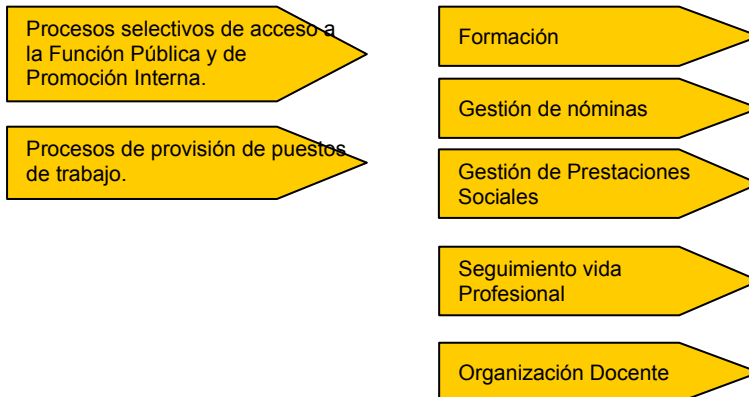 Procesos selectivos de acceso a
la Función Pública y de
Promoción Interna.
Procesos de provisión de puestos
de trabajo.
Formación
Gestión de nóminas
Gestión de Prestaciones
Sociales
Seguimiento vida
Profesional
Organización Docente